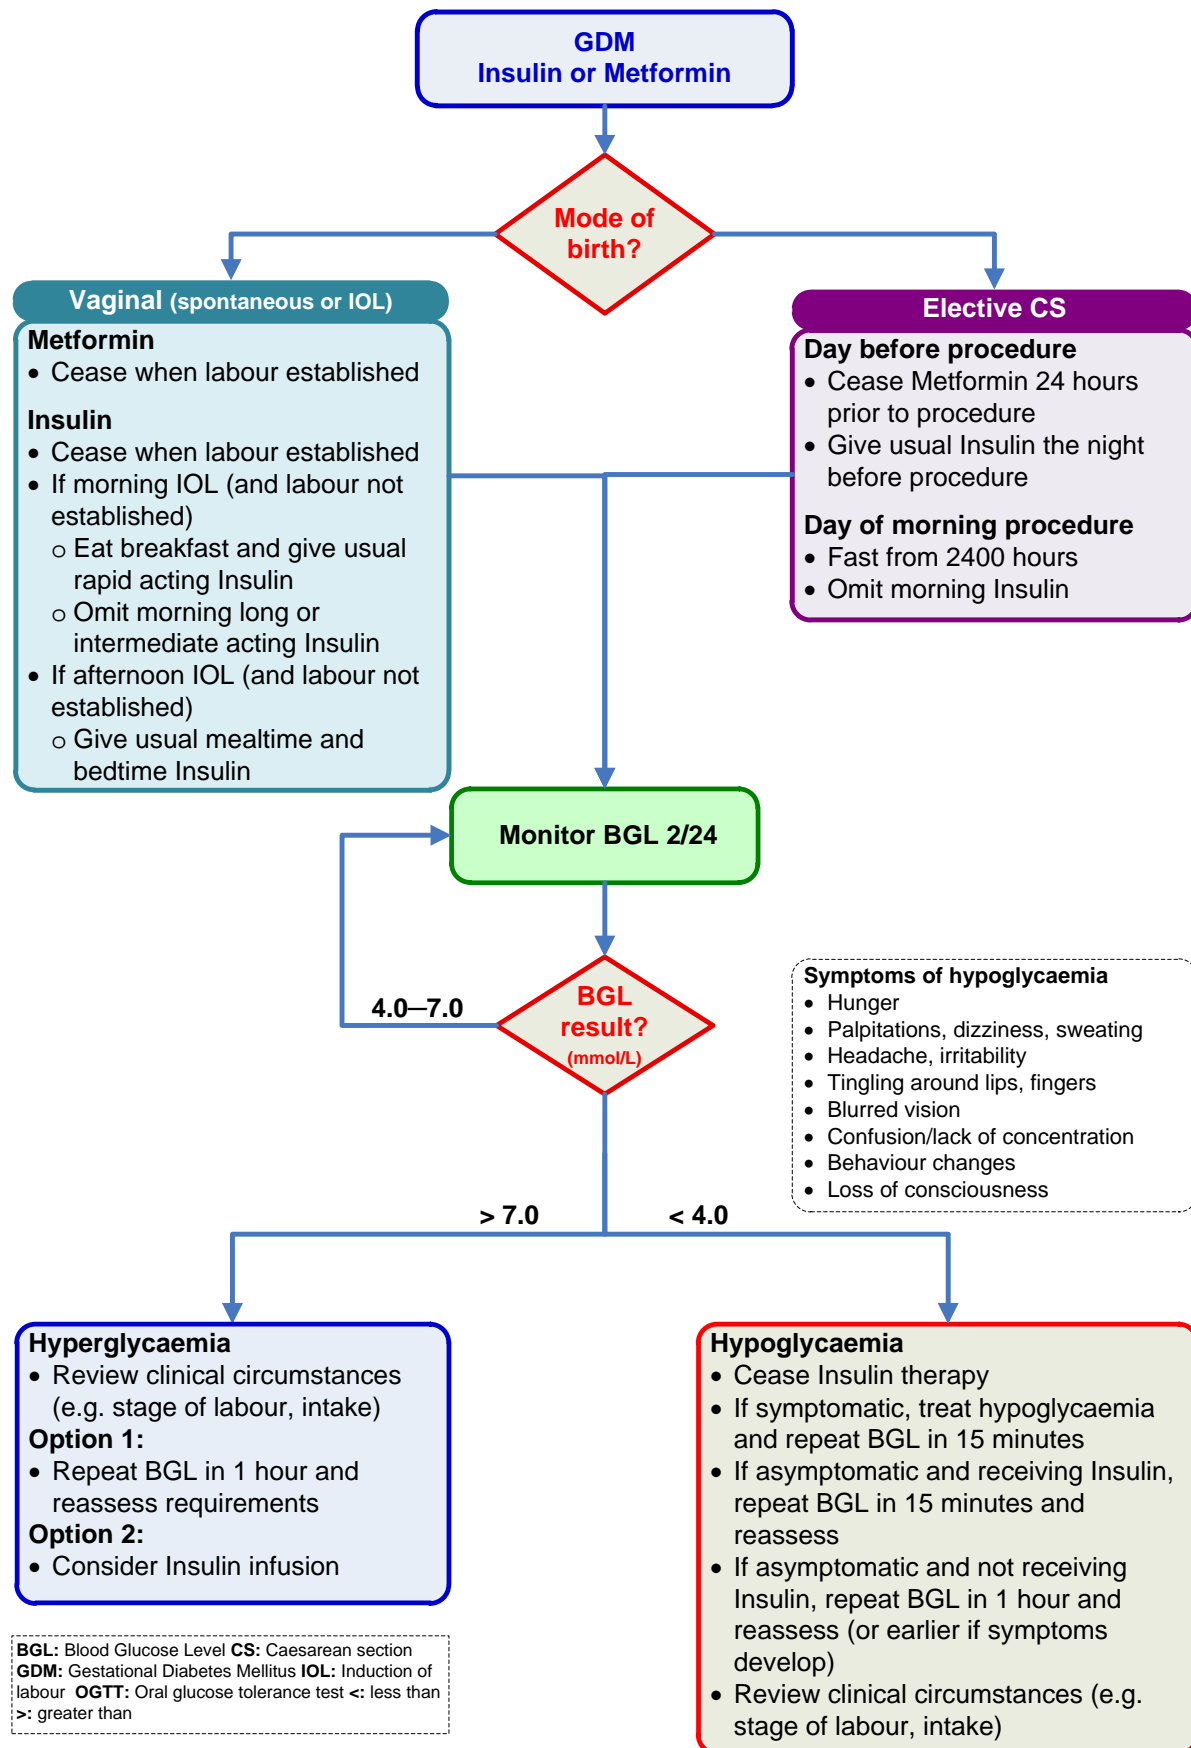 GDM
Insulin or Metformin
Mode of
birth?
Vaginal (spontaneous or IOL)
Metformin
• Cease when labour established
Insulin
• Cease when labour established
• If morning IOL (and labour not
established)
o Eat breakfast and give usual
rapid acting Insulin
o Omit morning long or
intermediate acting Insulin
• If afternoon IOL (and labour not
established)
o Give usual mealtime and
bedtime Insulin
Elective CS
Day before procedure
• Cease Metformin 24 hours
prior to procedure
• Give usual Insulin the night
before procedure
Day of morning procedure
• Fast from 2400 hours
• Omit morning Insulin
Monitor BGL 2/24
BGL
result?
(mmol/L)
4.0–7.0
Symptoms of hypoglycaemia
• Hunger
• Palpitations, dizziness, sweating
• Headache, irritability
• Tingling around lips, fingers
• Blurred vision
• Confusion/lack of concentration
• Behaviour changes
• Loss of consciousness
> 7.0
< 4.0
Hyperglycaemia
• Review clinical circumstances
(e.g. stage of labour, intake)
Option 1:
• Repeat BGL in 1 hour and
reassess requirements
Option 2:
• Consider Insulin infusion
Hypoglycaemia
• Cease Insulin therapy
• If symptomatic, treat hypoglycaemia
and repeat BGL in 15 minutes
• If asymptomatic and receiving Insulin,
repeat BGL in 15 minutes and
reassess
• If asymptomatic and not receiving
Insulin, repeat BGL in 1 hour and
reassess (or earlier if symptoms
develop)
• Review clinical circumstances (e.g.
stage of labour, intake)
BGL: Blood Glucose Level CS: Caesarean section
GDM: Gestational Diabetes Mellitus IOL: Induction of
labour OGTT: Oral glucose tolerance test <: less than
>: greater than